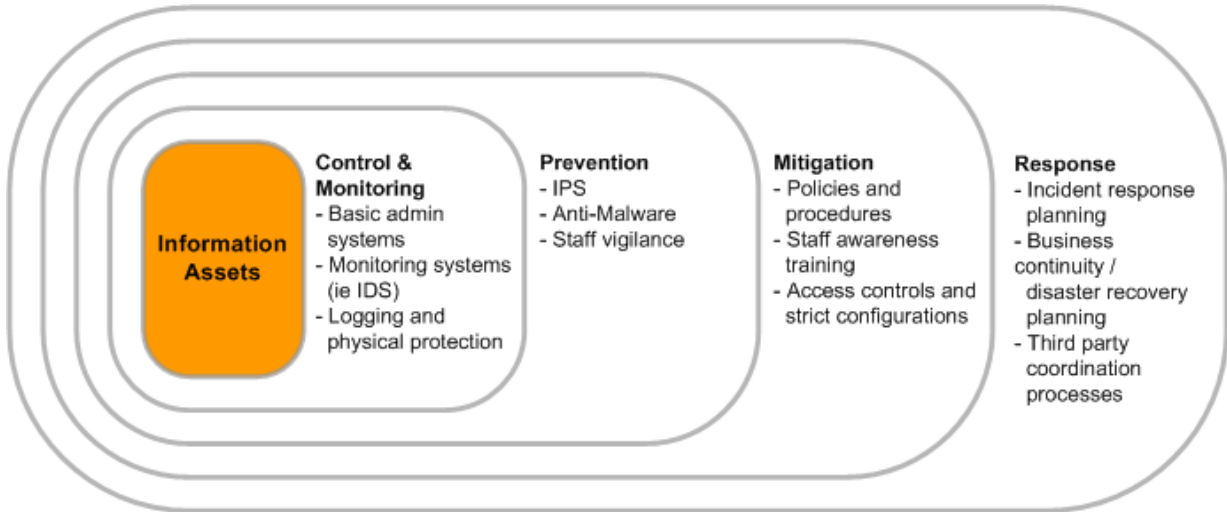 Information
Assets
Control &
Monitoring
- Basic admin
systems
- Monitoring systems
(ie IDS)
- Logging and
physical protection
Prevention
- IPS
- Anti-Malware
- Staff vigilance
Mitigation
- Policies and
procedures
- Staff awareness
training
- Access controls and
strict configurations
Response
- Incident response
planning
- Business
continuity /
disaster recovery
planning
- Third party
coordination
processes